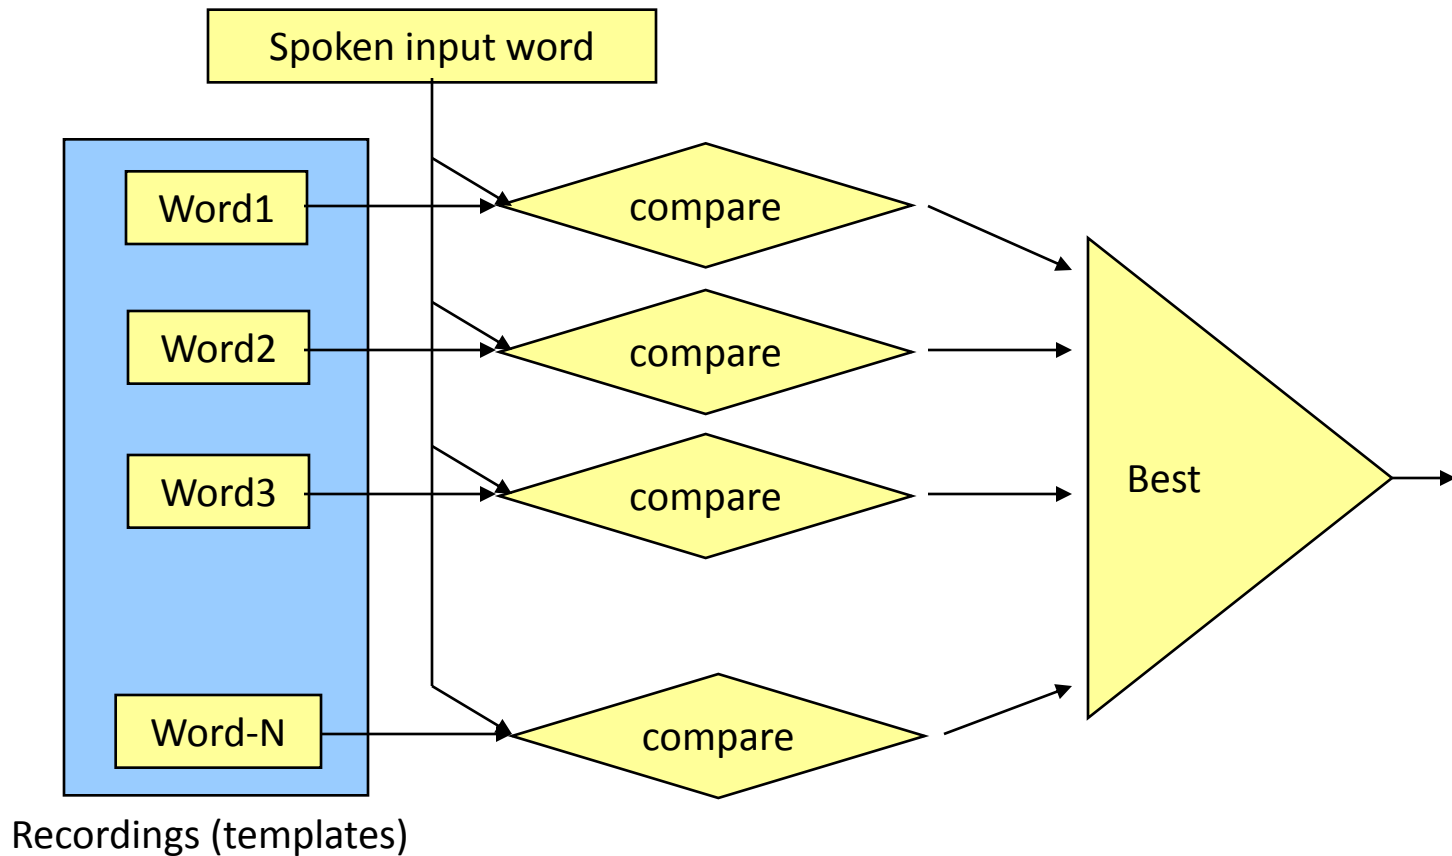 Spoken input word
Word1
compare
Word2
compare
Word3
compare
Best
Word-N
compare
Recordings (templates)